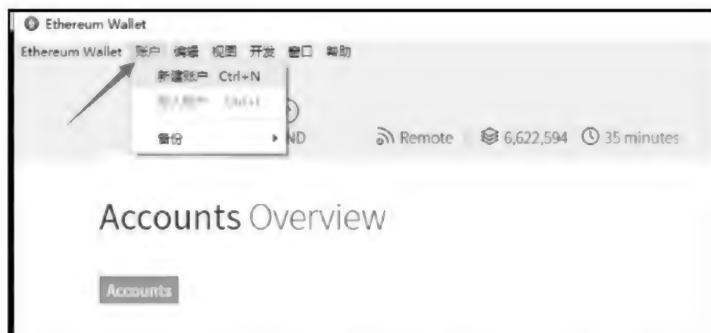 Ethereum Wallet
Ethereum Wallet 账户 编辑 视图 开发 窗口 帮助
新建账户 Ctrl+N
备份
ND Remote 6,622,594 35 minutes
Accounts Overview
Accounts